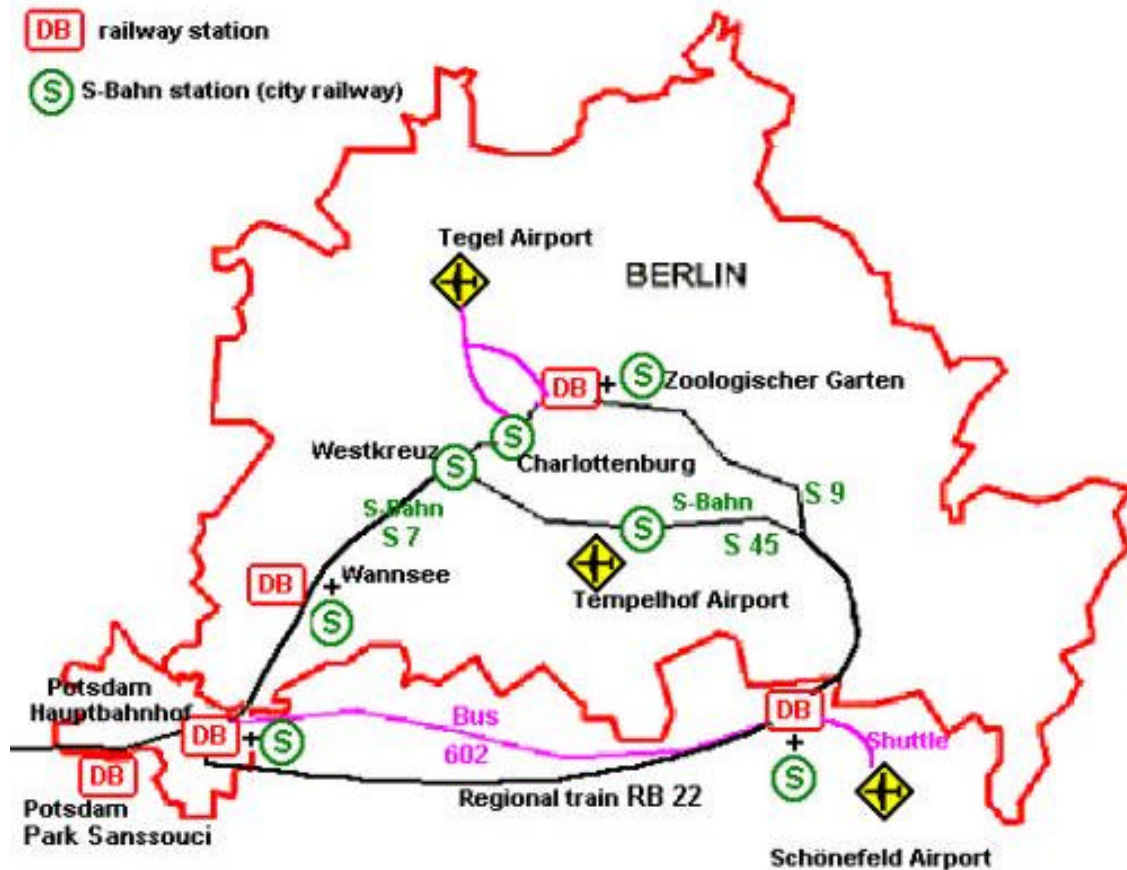 DB railway station
S S-Bahn station (city railway)
Tegel Airport
BERLIN
DB + S Zoologischer Garten
S
Charlottenburg
Westkreuz
S
S-Bahn
S 7
S-Bahn
S 9
S
S 45
DB + Wannsee
S
Tempelhof Airport
Potsdam
Hauptbahnhof
DB + S
Bus
602
DB
+
S
Shuttle
DB
Potsdam
Park Sanssouci
Regional train RB 22
Schönefeld Airport